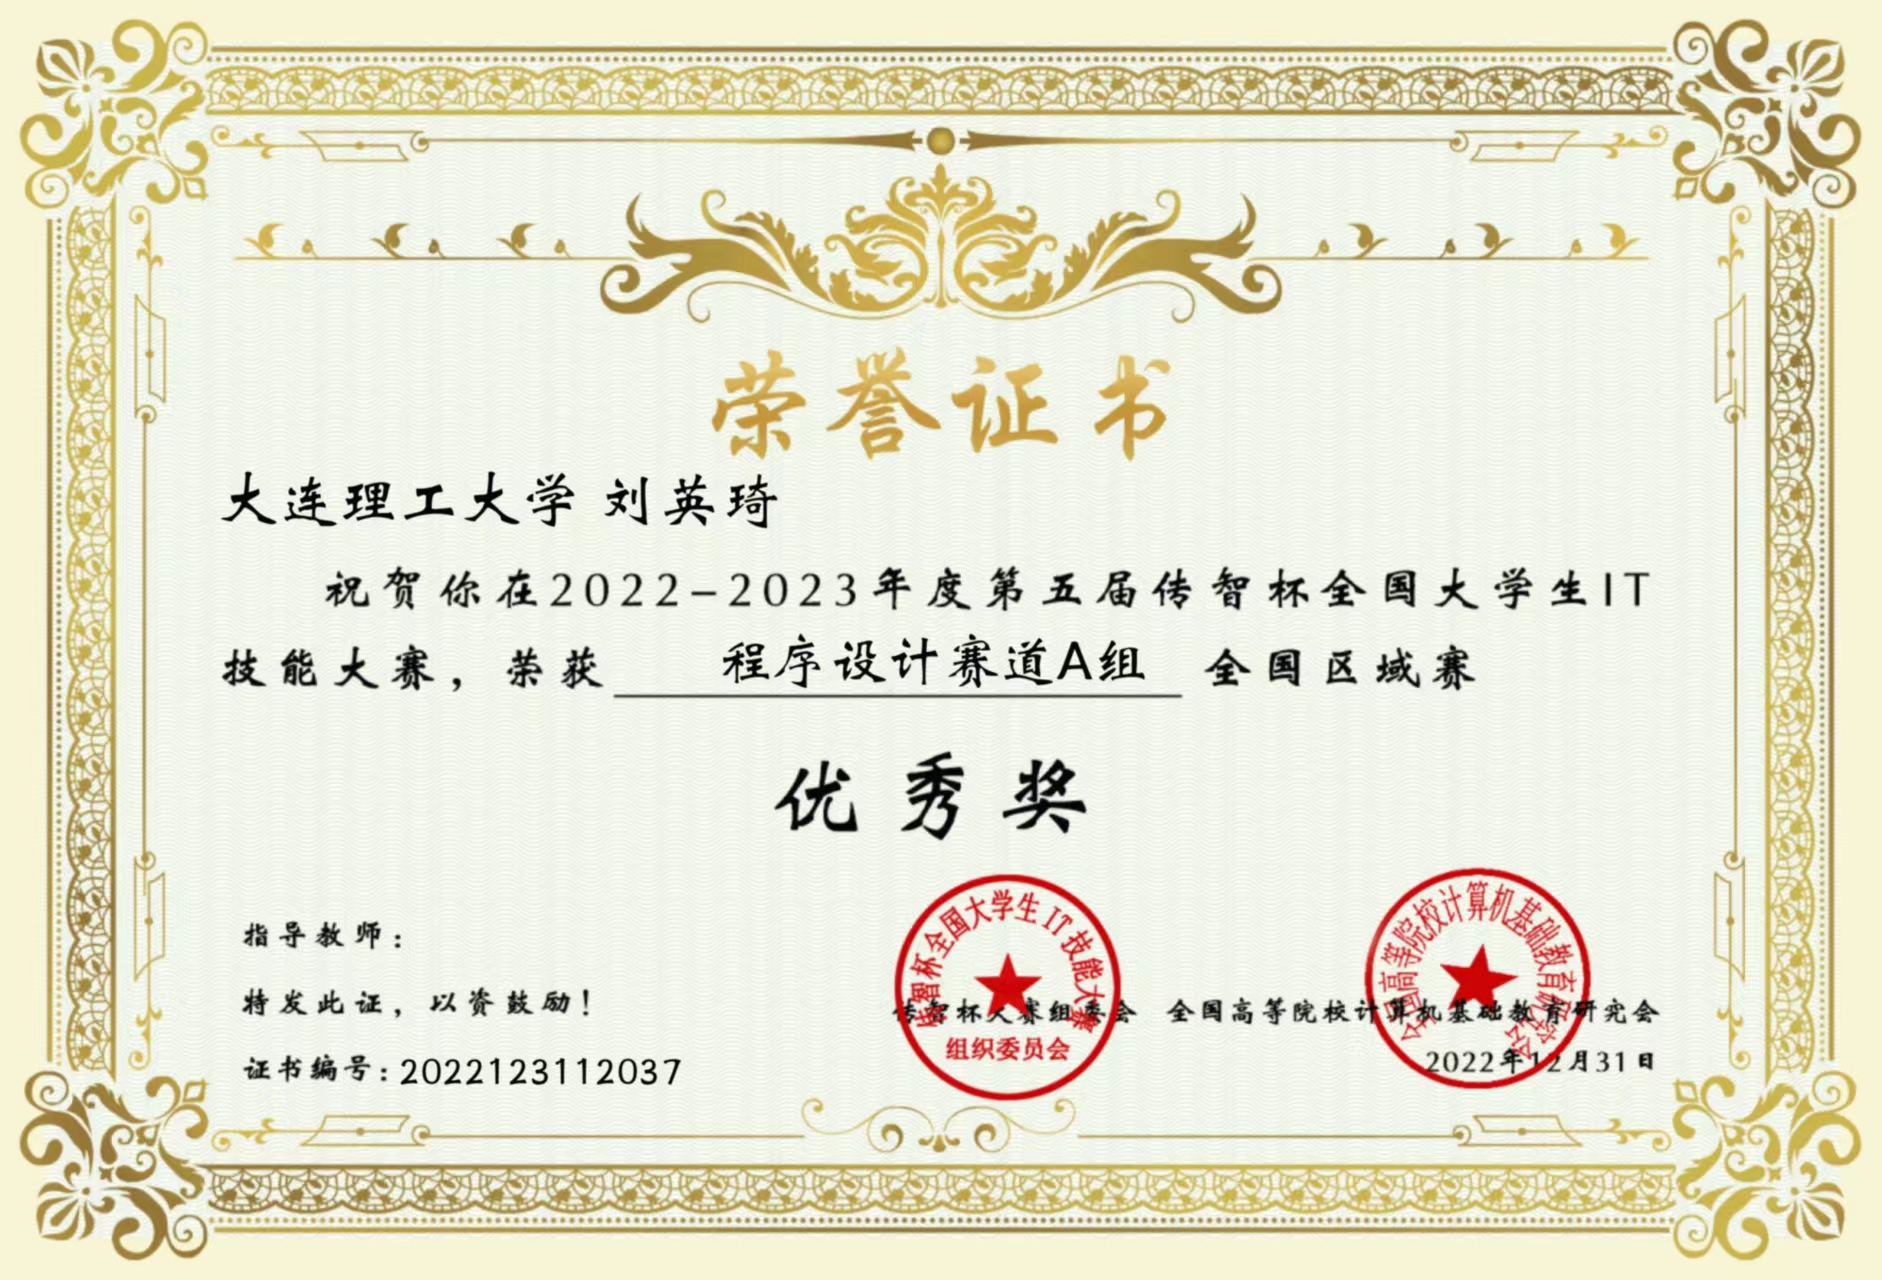 荣誉证书
大连理工大学 刘英琦
祝贺你在2022-2023年度第五届传智杯全国大学生IT
技能大赛，荣获 程序设计赛道A组 全国区域赛
优秀奖
指导教师：
特发此证，以资鼓励！
证书编号：2022123112037
传智杯大赛组委会 全国高等院校计算机基础教育研究会
2022年12月31日
传智杯全国大学生IT技能大赛
组织委员会
全国高等院校计算机基础教育研究会